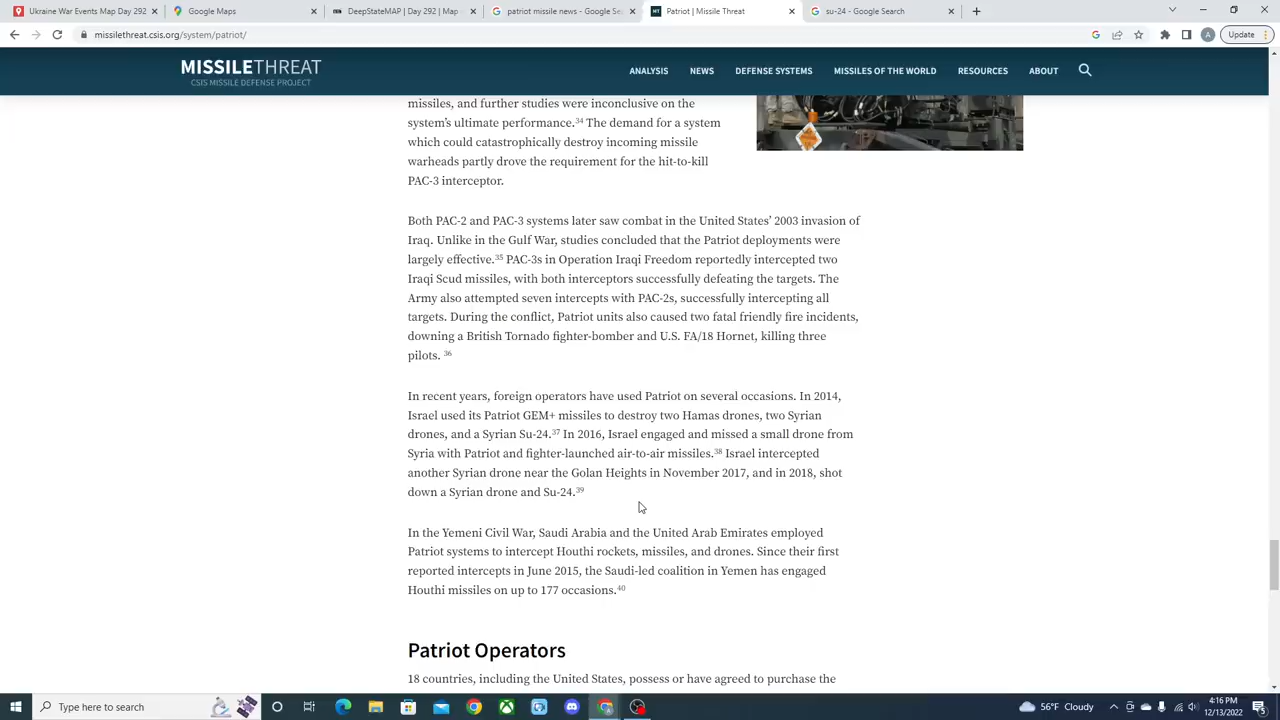 Ukraine War Events Map Day 292
Google Maps
DeepStateMAP | Day 292 | Map
patriot missile news - Google Se
Patriot | Missile Threat
su-24 - Google Search
missilethreat.csis.org/system/patriot/
A
Update
MISSILETHREAT
CSIS MISSILE DEFENSE PROJECT
ANALYSIS
NEWS
DEFENSE SYSTEMS
MISSILES OF THE WORLD
RESOURCES
ABOUT
missiles, and further studies were inconclusive on the
system's ultimate performance.34 The demand for a system
which could catastrophically destroy incoming missile
warheads partly drove the requirement for the hit-to-kill
PAC-3 interceptor.
Both PAC-2 and PAC-3 systems later saw combat in the United States' 2003 invasion of
Iraq. Unlike in the Gulf War, studies concluded that the Patriot deployments were
largely effective.35 PAC-3s in Operation Iraqi Freedom reportedly intercepted two
Iraqi Scud missiles, with both interceptors successfully defeating the targets. The
Army also attempted seven intercepts with PAC-2s, successfully intercepting all
targets. During the conflict, Patriot units also caused two fatal friendly fire incidents,
downing a British Tornado fighter-bomber and U.S. FA/18 Hornet, killing three
pilots. 36
In recent years, foreign operators have used Patriot on several occasions. In 2014,
Israel used its Patriot GEM+ missiles to destroy two Hamas drones, two Syrian
drones, and a Syrian Su-24.37 In 2016, Israel engaged and missed a small drone from
Syria with Patriot and fighter-launched air-to-air missiles.38 Israel intercepted
another Syrian drone near the Golan Heights in November 2017, and in 2018, shot
down a Syrian drone and Su-24.39
In the Yemeni Civil War, Saudi Arabia and the United Arab Emirates employed
Patriot systems to intercept Houthi rockets, missiles, and drones. Since their first
reported intercepts in June 2015, the Saudi-led coalition in Yemen has engaged
Houthi missiles on up to 177 occasions.40
Patriot Operators
18 countries, including the United States, possess or have agreed to purchase the
Type here to search
56°F Cloudy
4:16 PM
12/13/2022